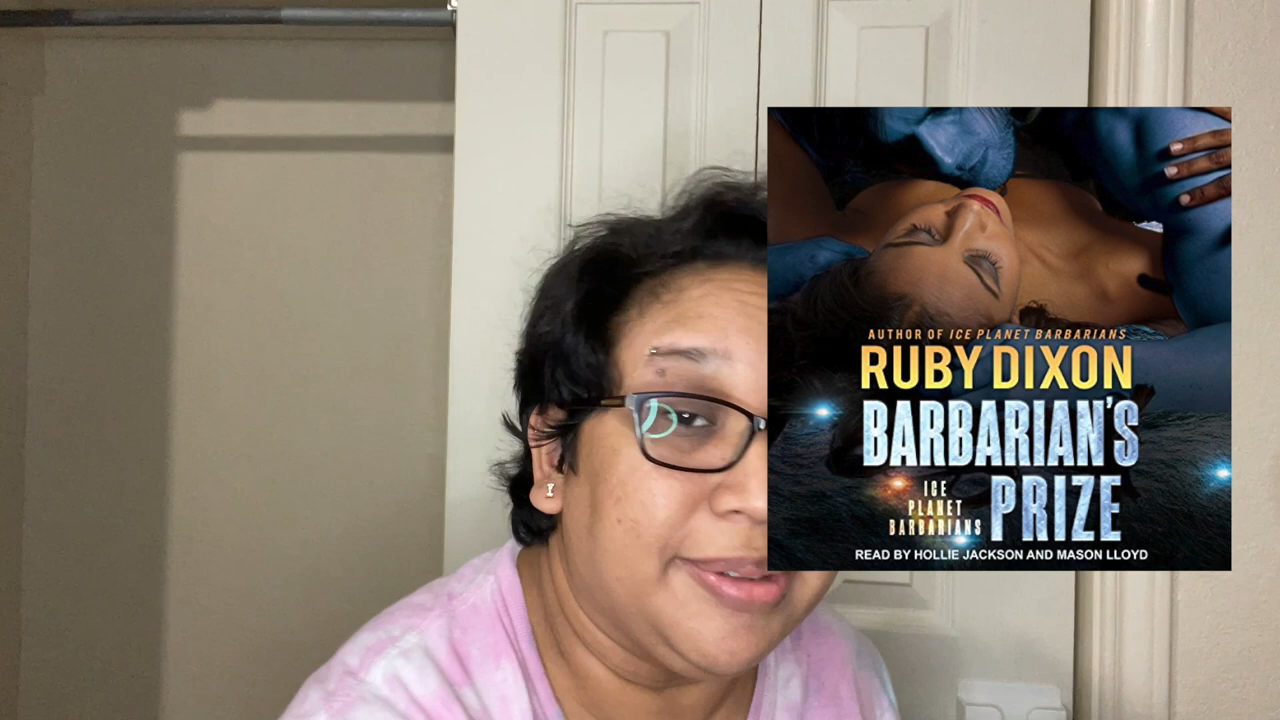 AUTHOR OF ICE PLANET BARBARIANS
RUBY DIXON
BARBARIAN'S
PRIZE
ICE
PLANET
BARBARIANS
READ BY HOLLIE JACKSON AND MASON LLOYD